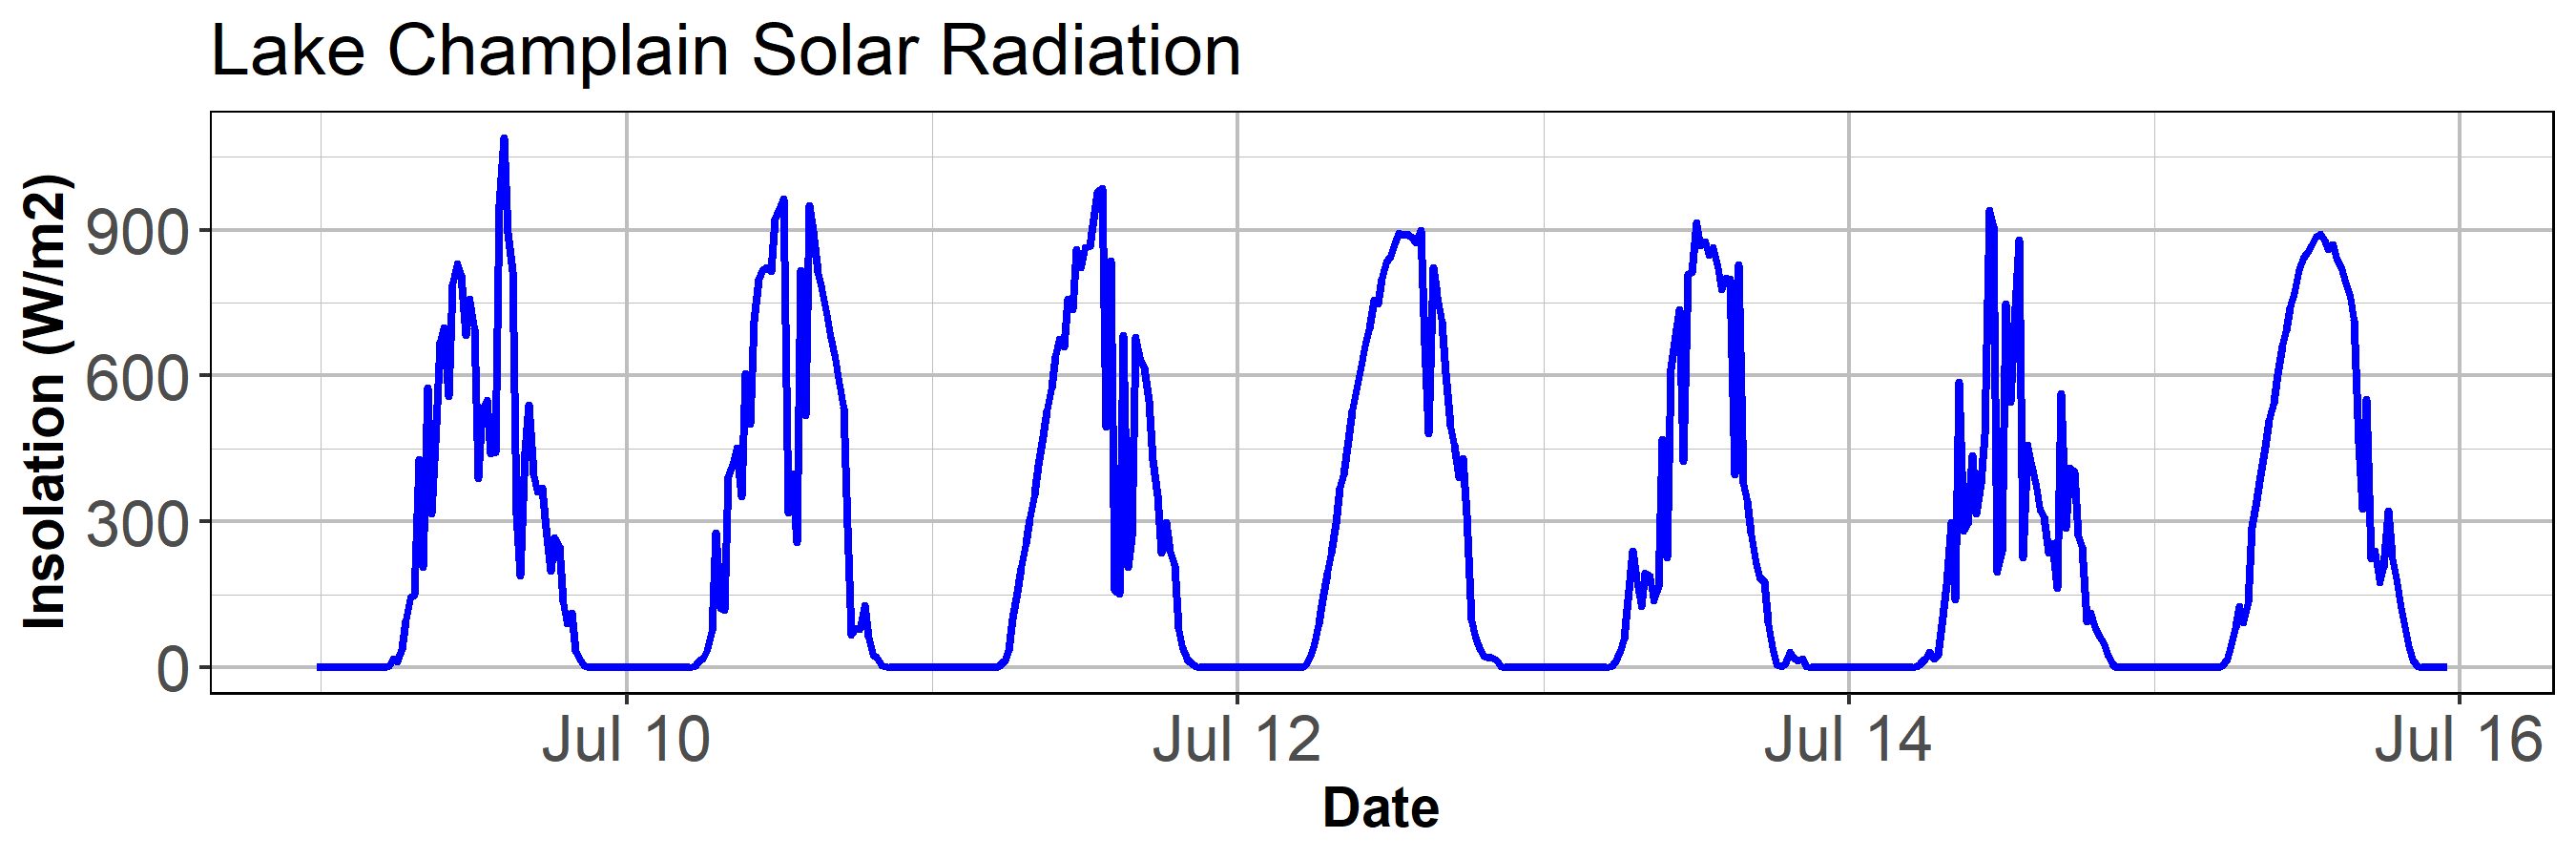 Lake Champlain Solar Radiation
Insolation (W/m2)
900
600
300
0
Jul 10
Jul 12
Jul 14
Jul 16
Date